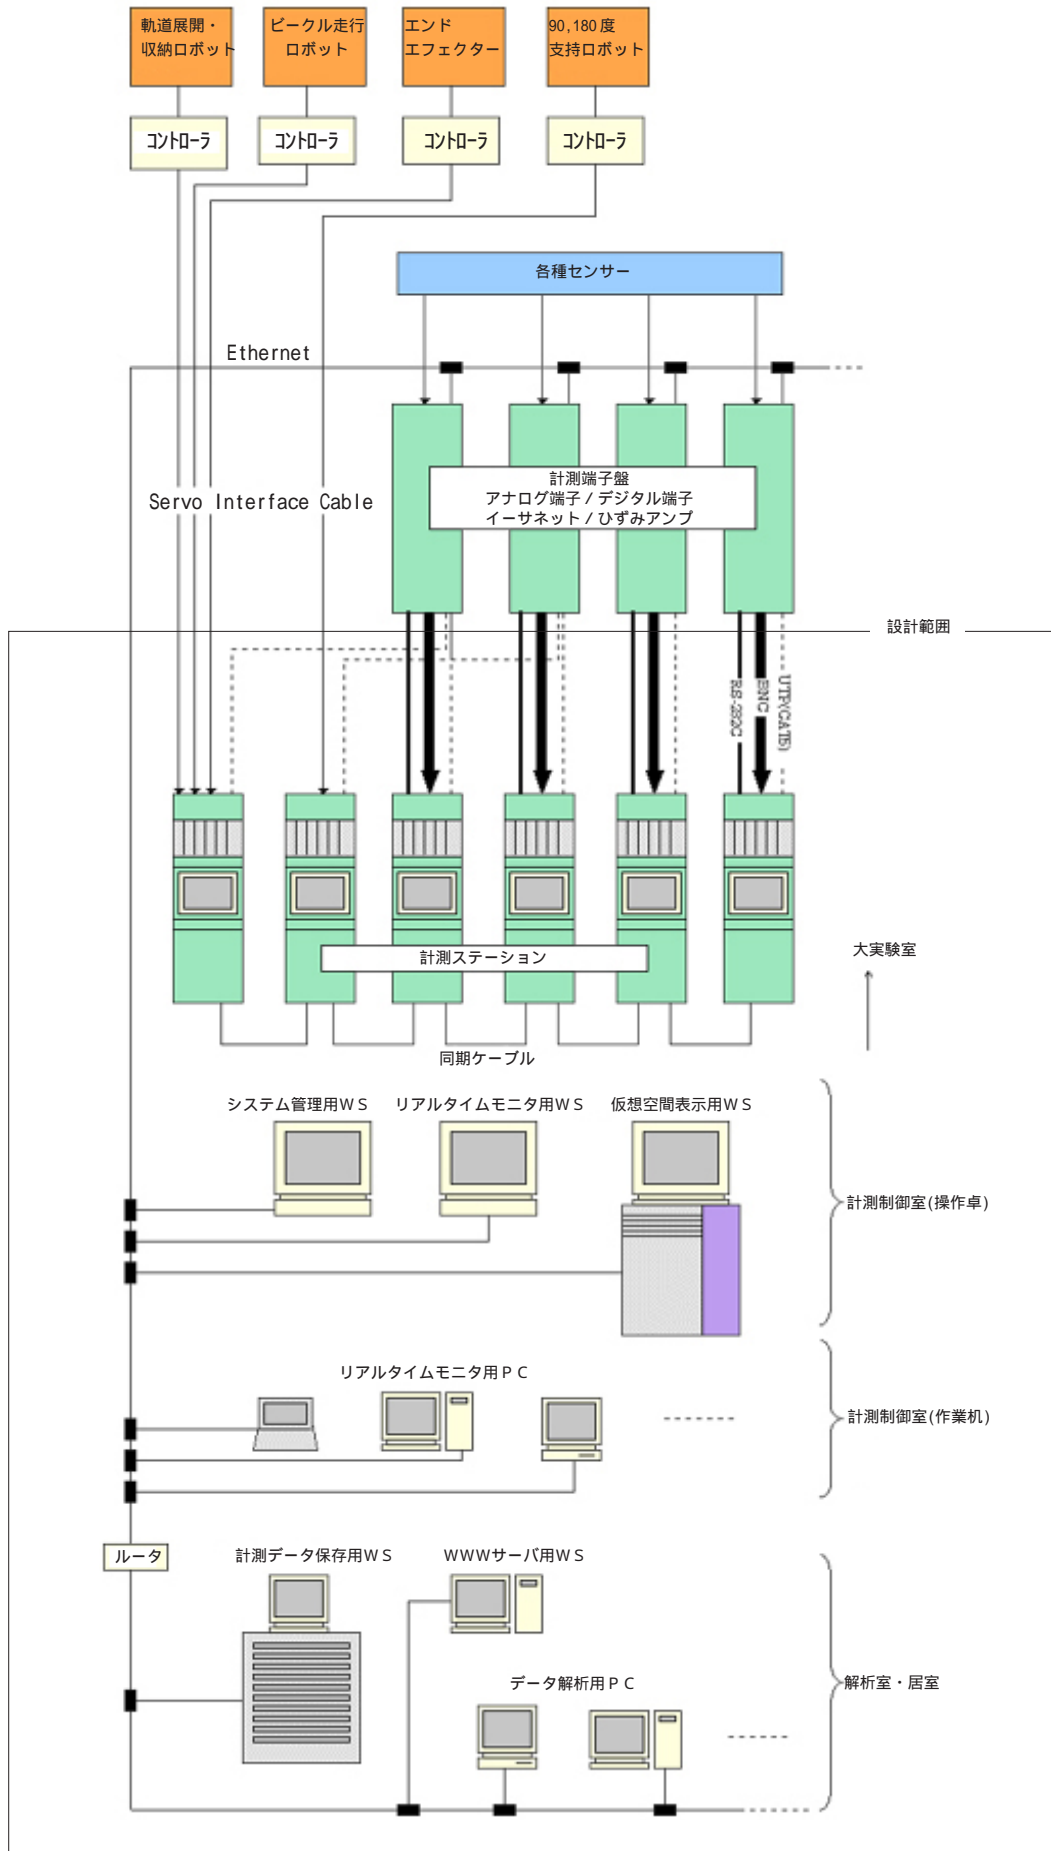 軌道展開・
収納ロボット
ビークル走行
ロボット
エンド
エフェクター
90,180度
支持ロボット
コントローラ
コントローラ
コントローラ
コントローラ
各種センサー
Ethernet
計測端子盤
アナログ端子 / デジタル端子
イーサネット / ひずみアンプ
Servo Interface Cable
設計範囲
RS-232C
BNC
UTP(CAT5)
計測ステーション
大実験室
同期ケーブル
システム管理用WS
リアルタイムモニタ用WS
仮想空間表示用WS
計測制御室(操作卓)
リアルタイムモニタ用PC
計測制御室(作業机)
ルータ
計測データ保存用WS
WWWサーバ用WS
データ解析用PC
解析室・居室